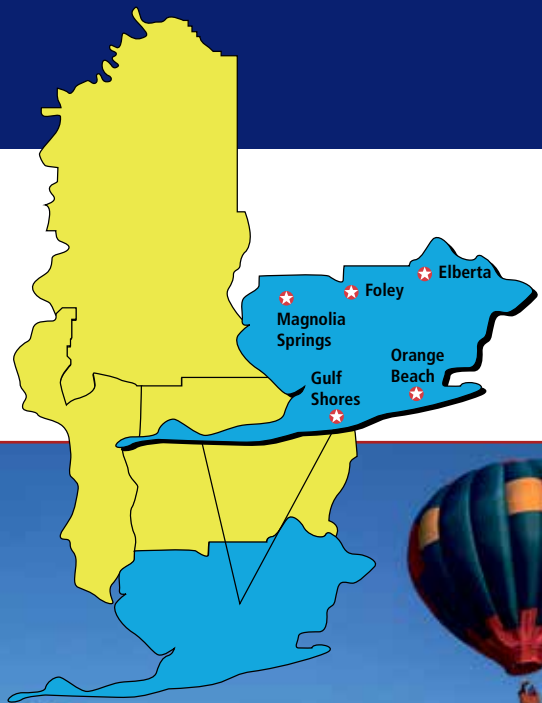 Elberta
Foley
Magnolia
Springs
Orange
Beach
Gulf
Shores